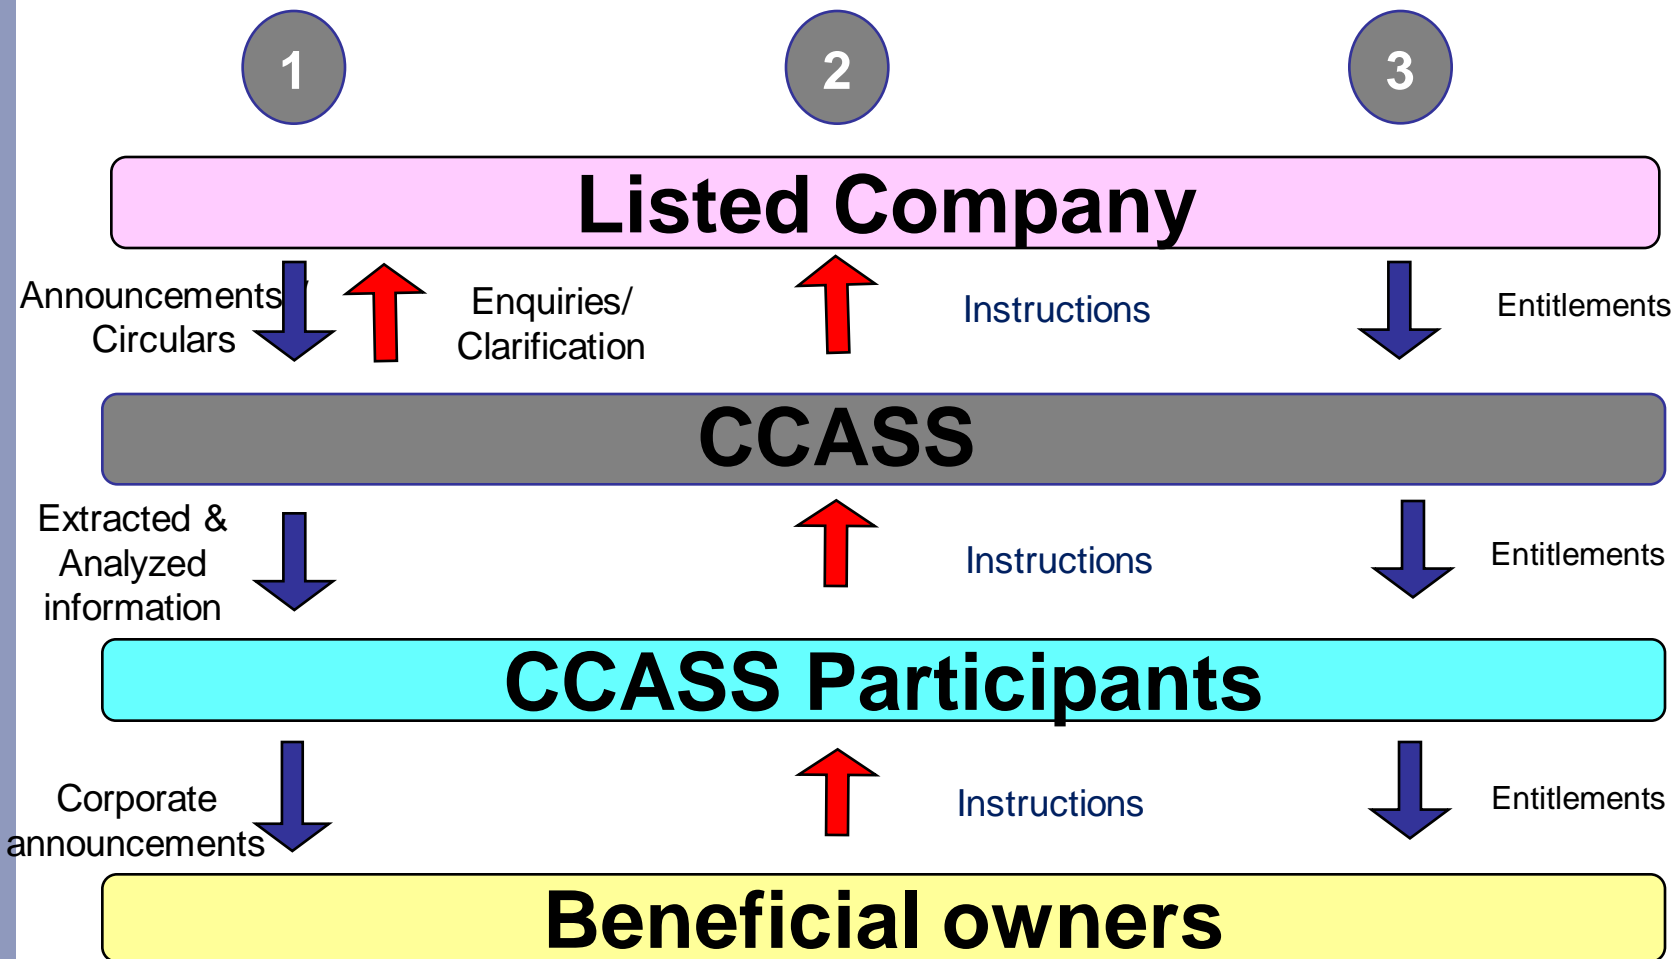 1
2
3
Listed Company
Announcements /
Circulars
Enquiries/
Clarification
Instructions
Entitlements
CCASS
Extracted &
Analyzed
information
Instructions
Entitlements
CCASS Participants
Corporate
announcements
Instructions
Entitlements
Beneficial owners